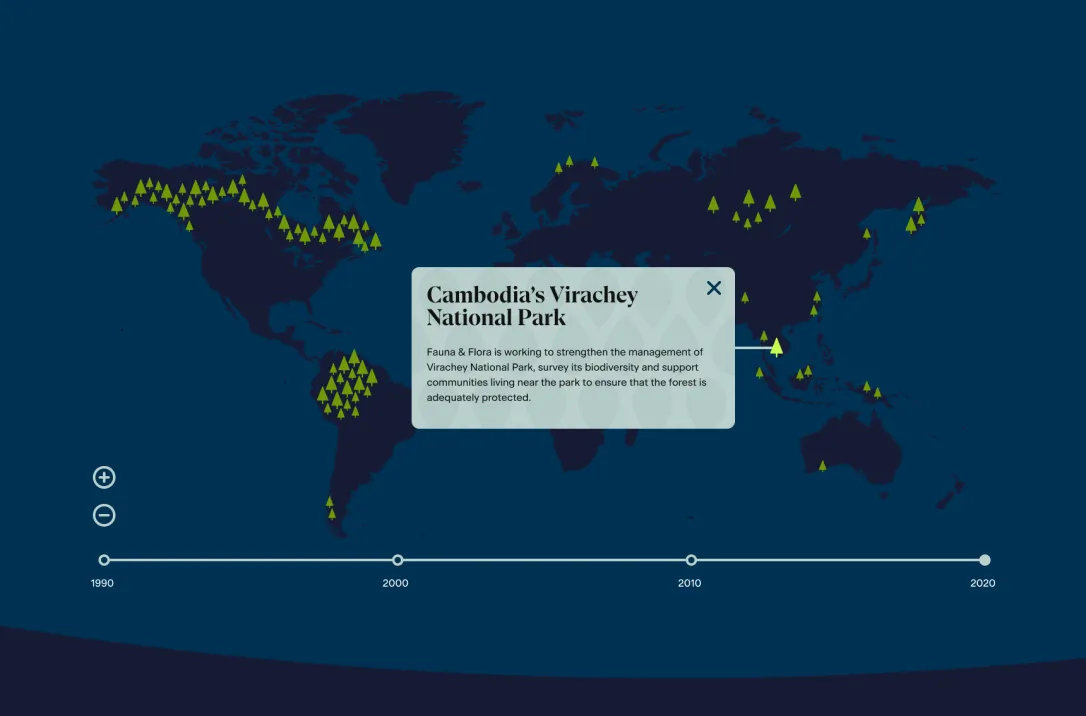 Cambodia’s Virachey
National Park
Fauna & Flora is working to strengthen the management of
Virachey National Park, survey its biodiversity and support
communities living near the park to ensure that the forest is
adequately protected.
1990 2000 2010 2020